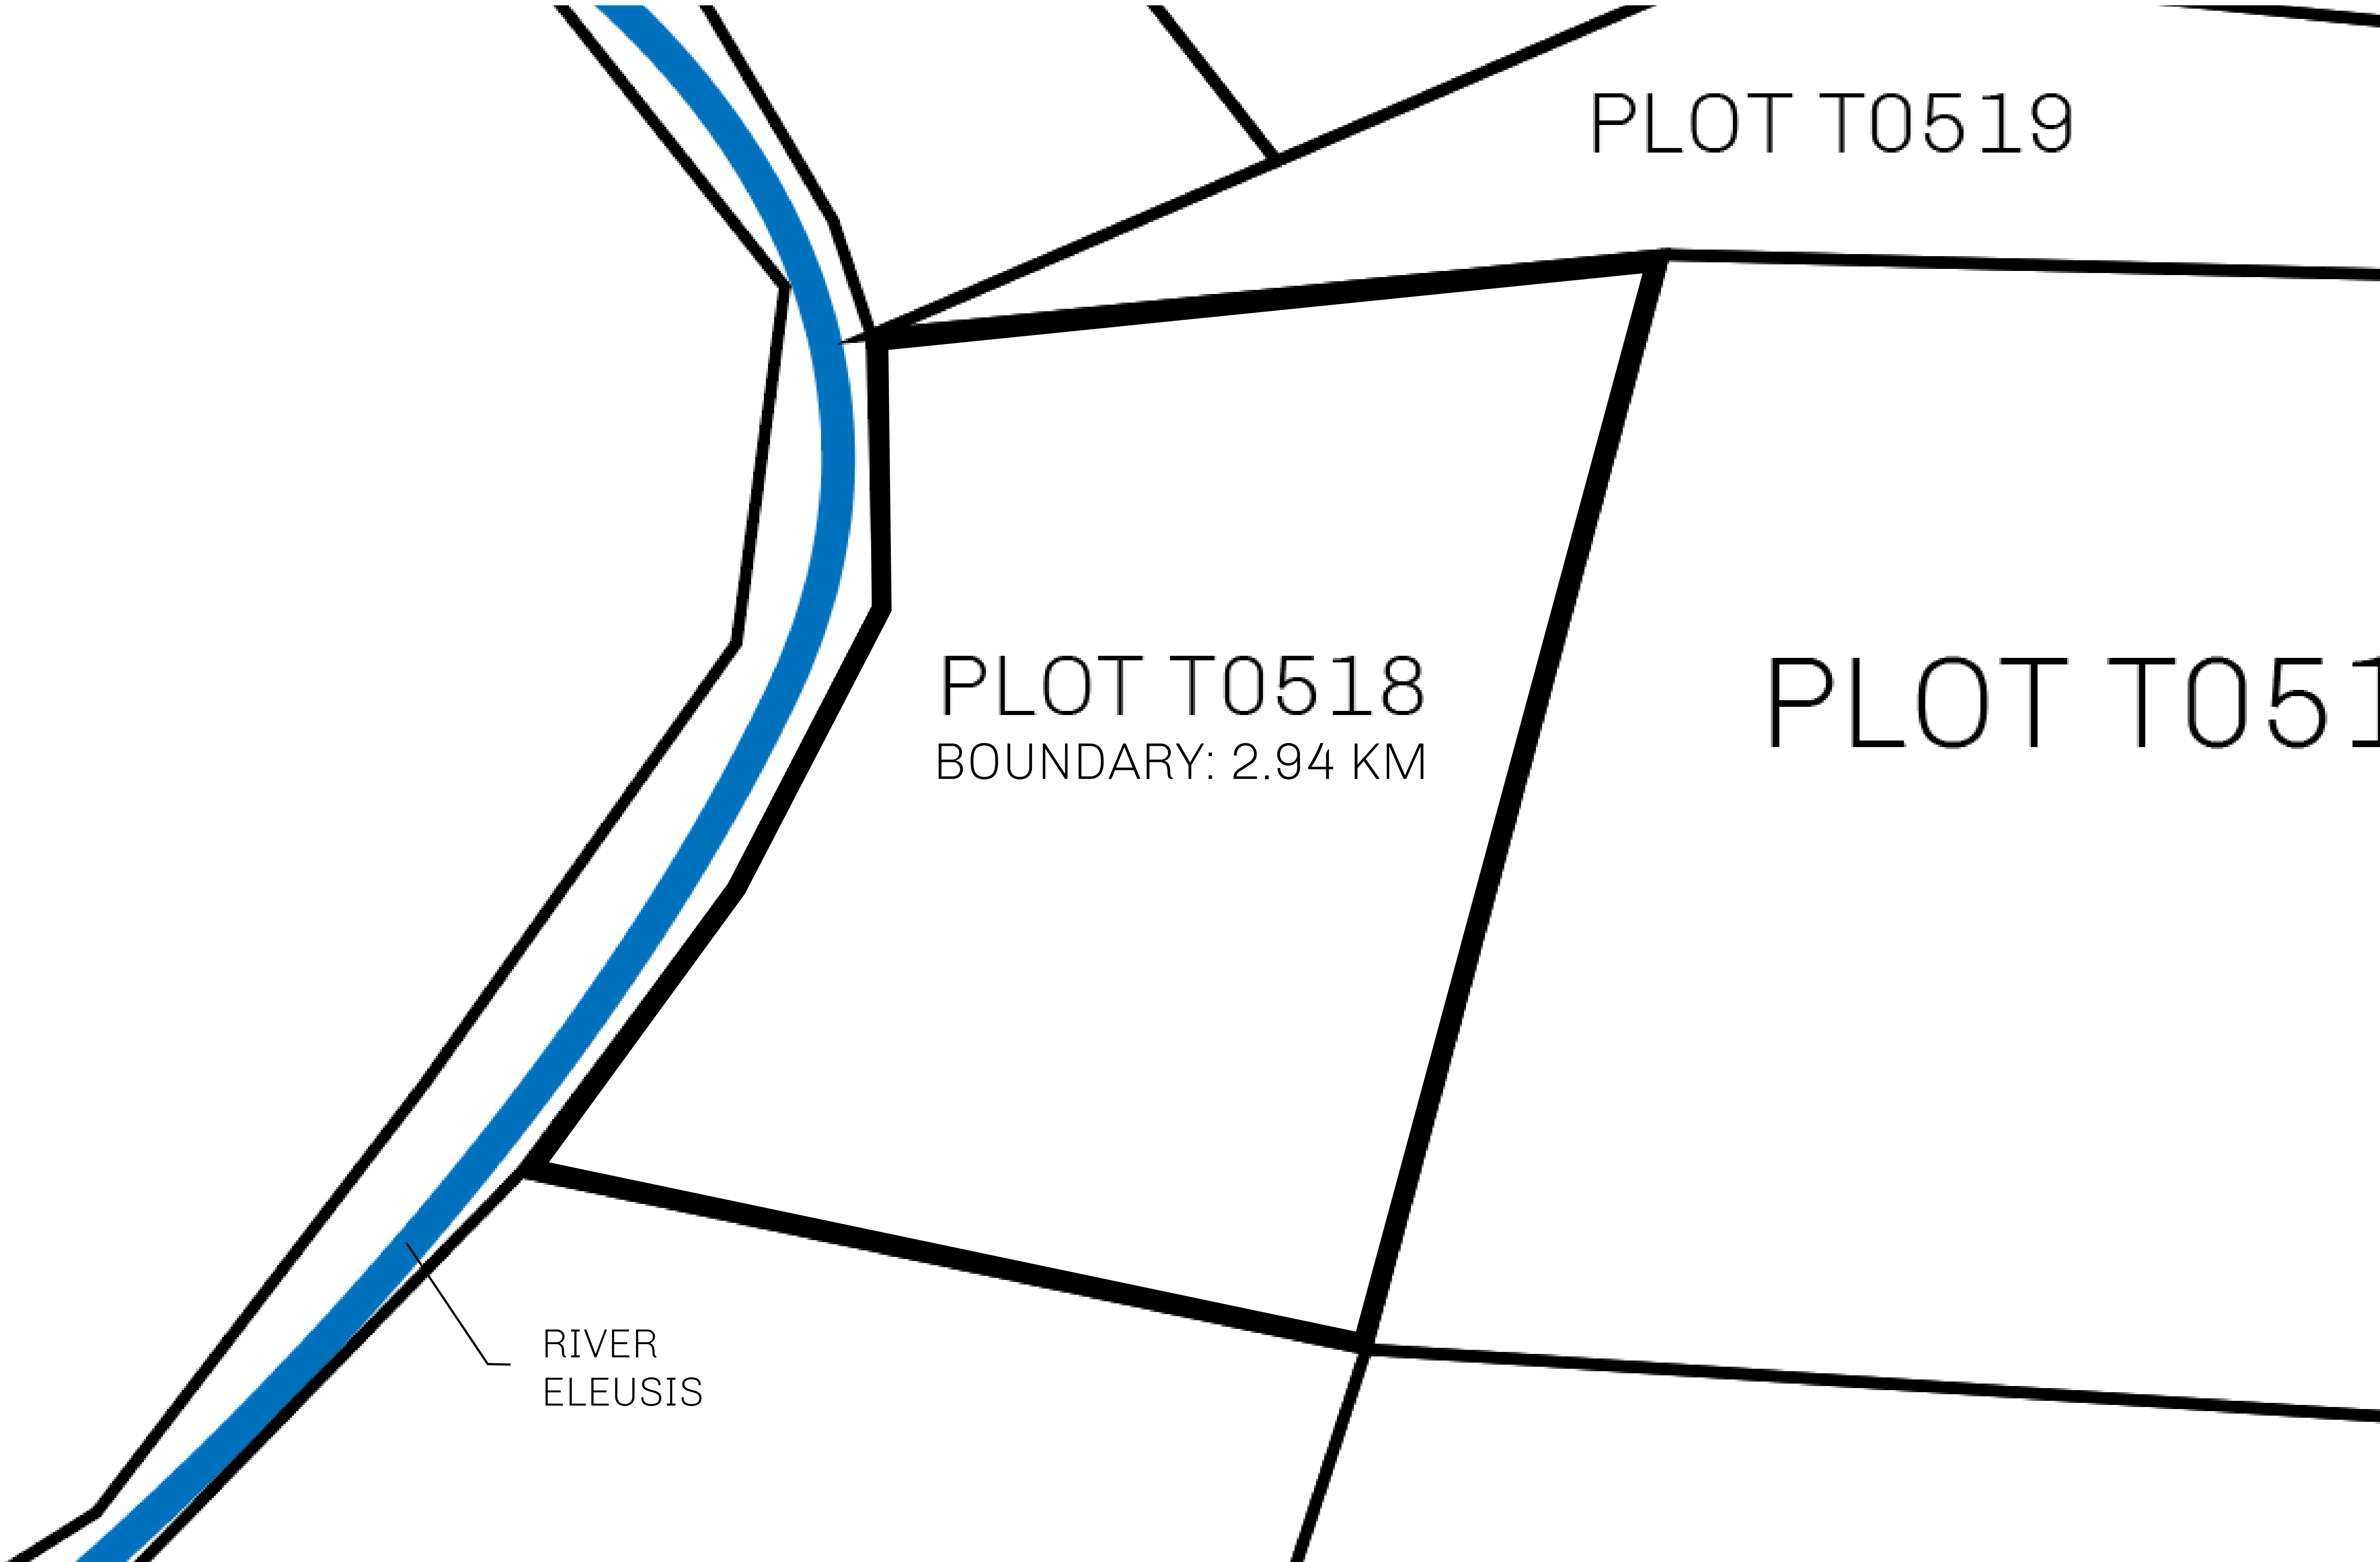 PLOT T0519
PLOT T0518
BOUNDARY: 2.94 KM
PLOT T051
RIVER
ELEUSIS